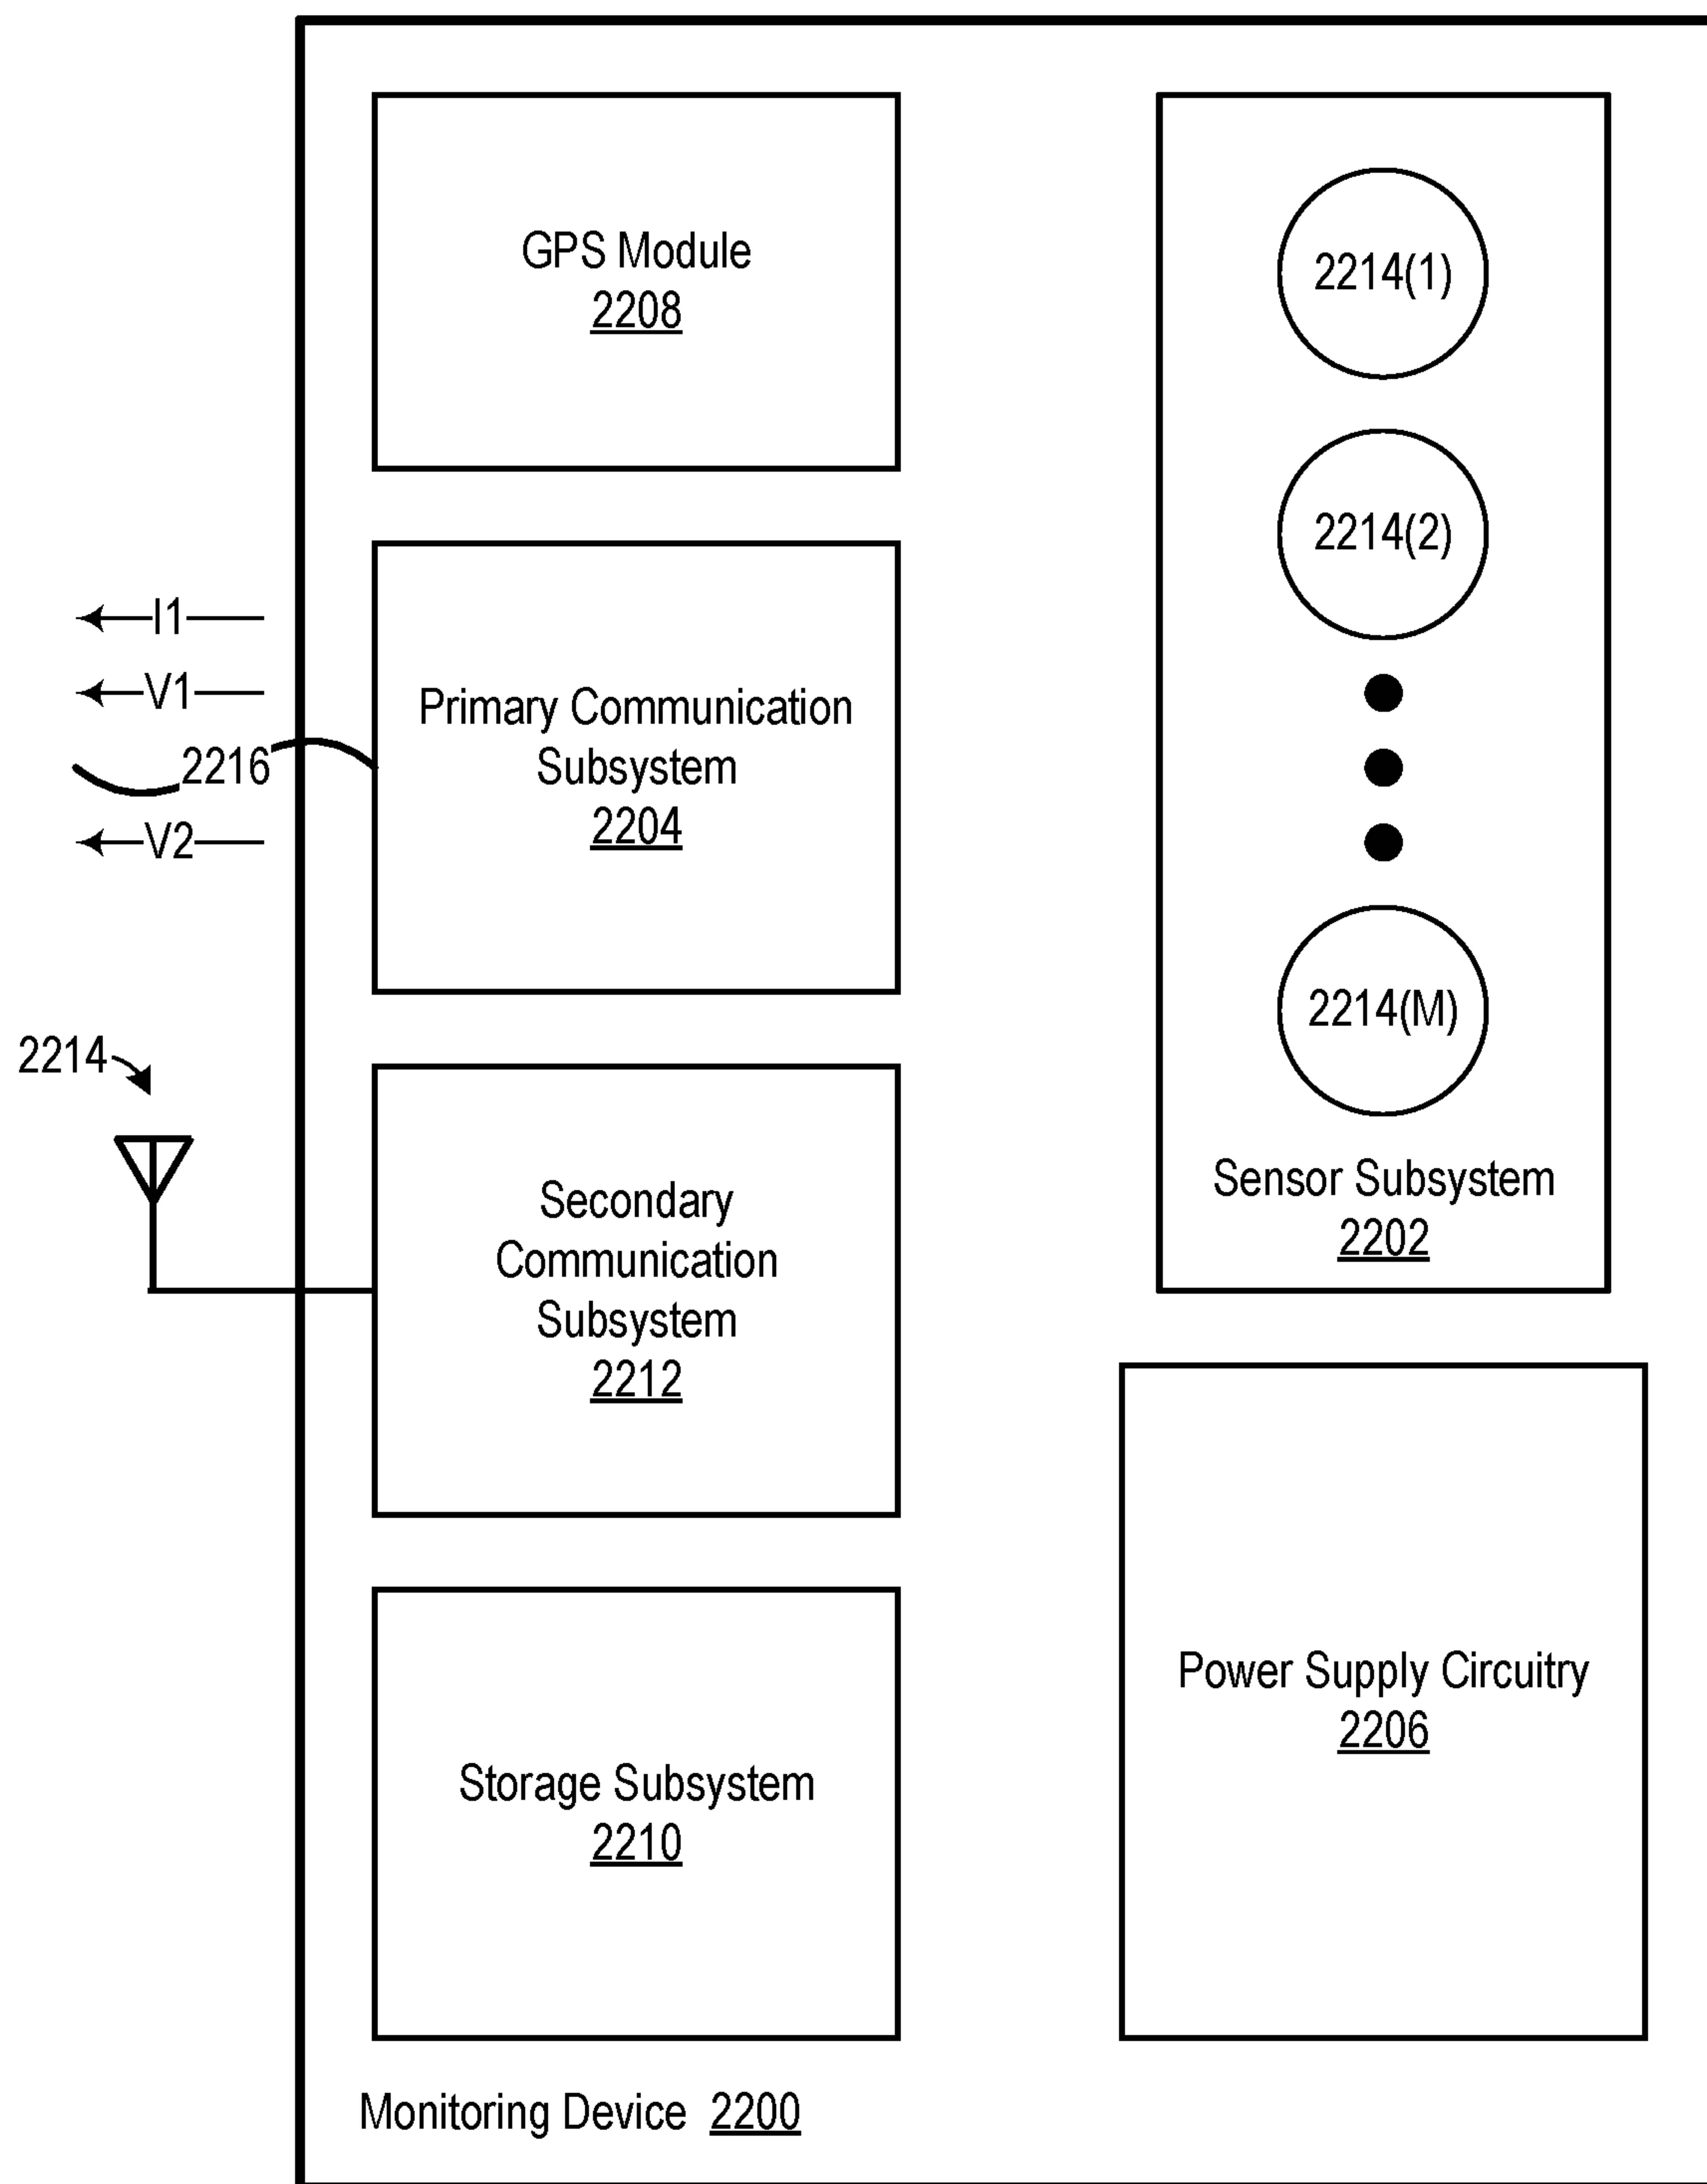 GPS Module
2208
I1
V1
2216
V2
Primary Communication
Subsystem
2204
2214
Secondary
Communication
Subsystem
2212
Storage Subsystem
2210
2214(1)
2214(2)
2214(M)
Sensor Subsystem
2202
Power Supply Circuitry
2206
Monitoring Device 2200